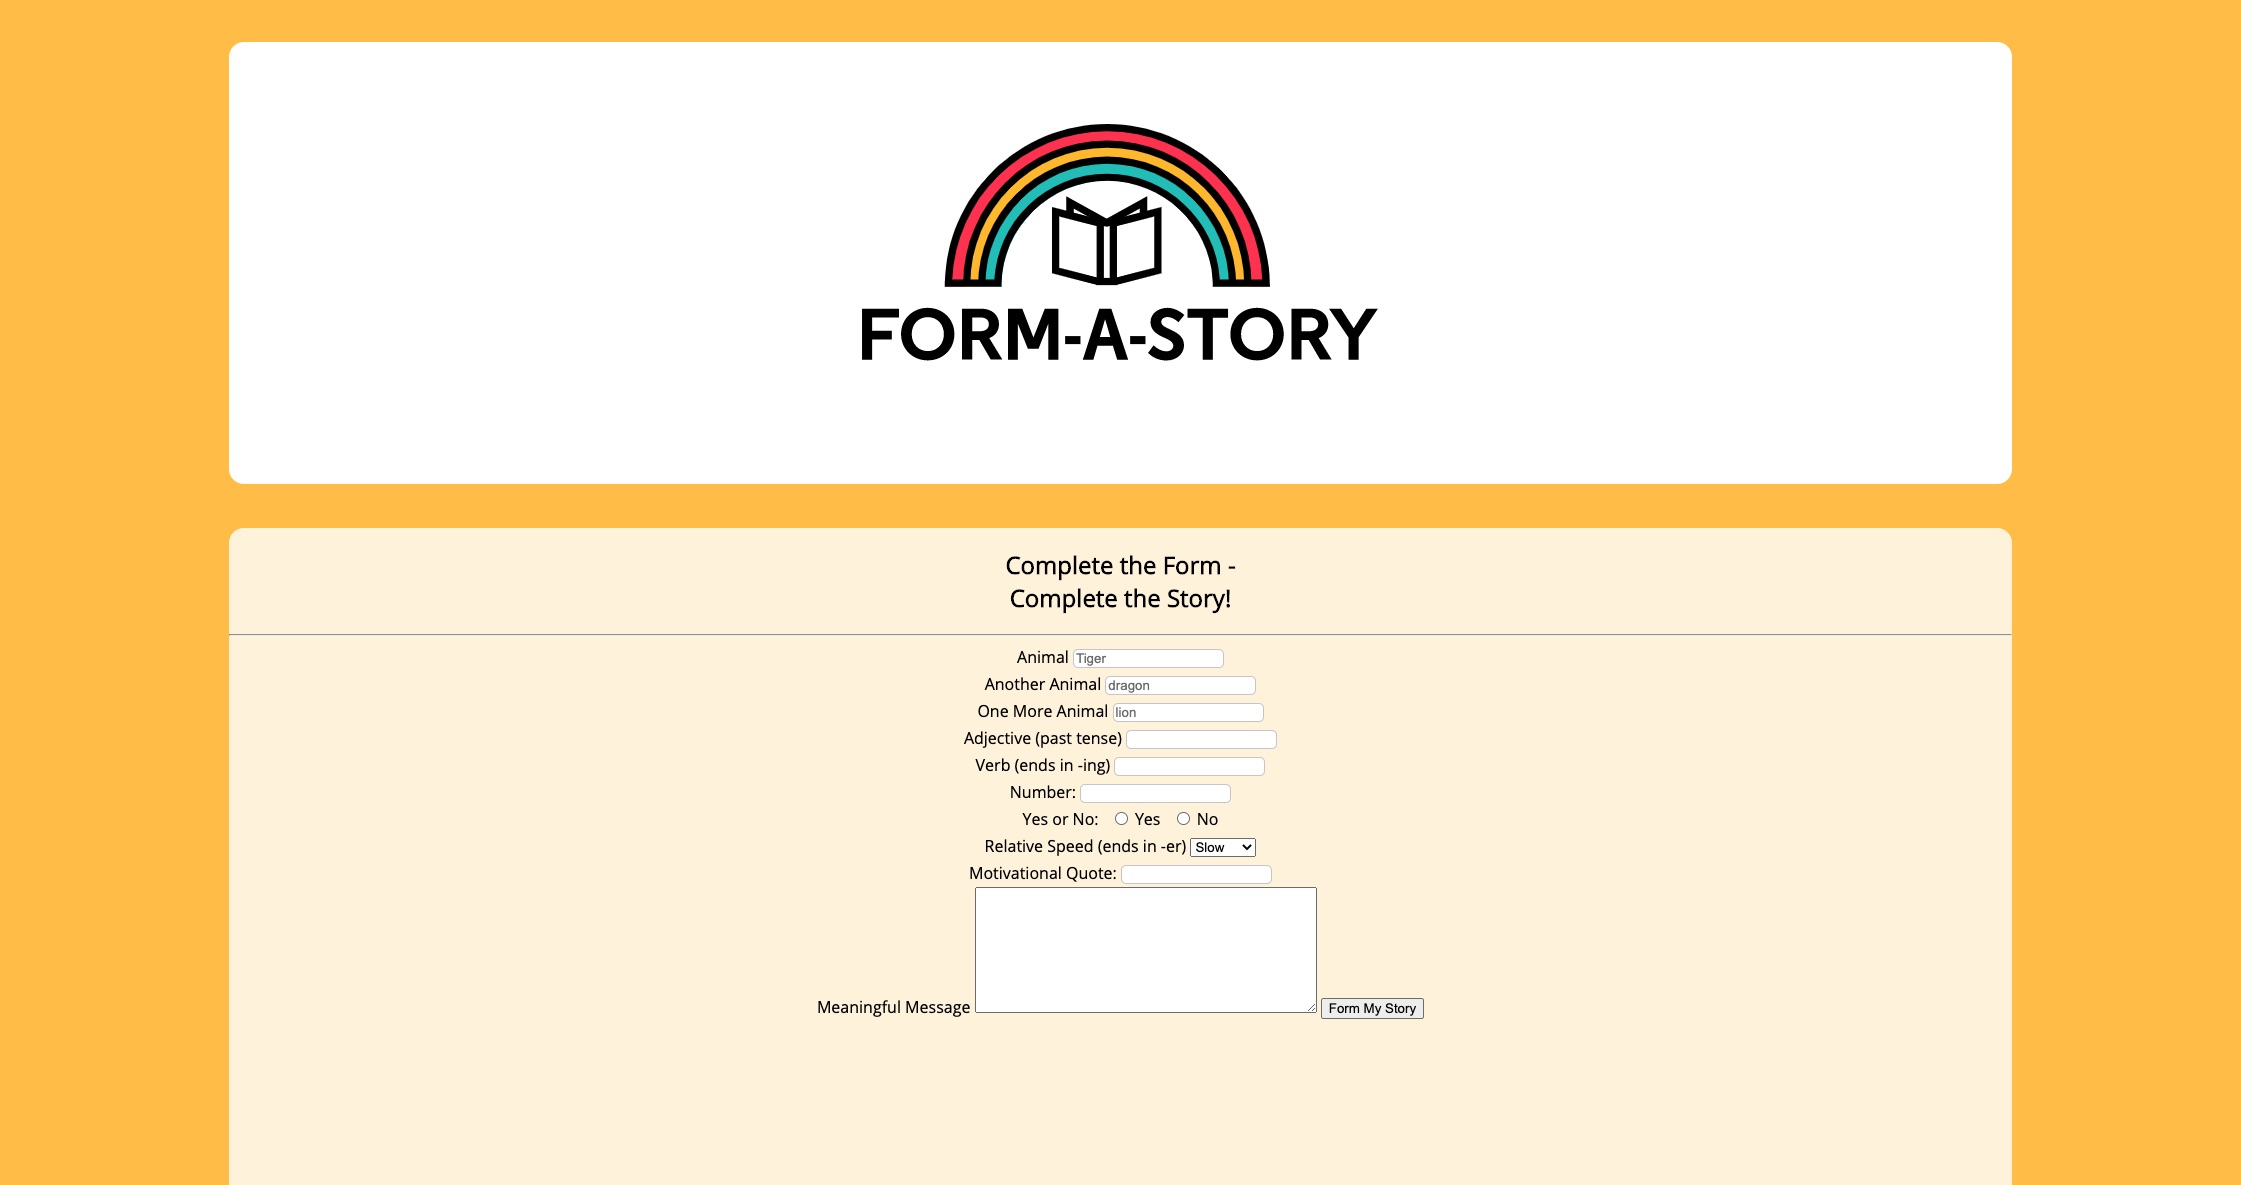 FORM-A-STORY
Complete the Form -
Complete the Story!
Animal Tiger
Another Animal dragon
One More Animal lion
Adjective (past tense)
Verb (ends in -ing)
Number:
Yes or No: Yes No
Relative Speed (ends in -er) Slow
Motivational Quote:
Meaningful Message Form My Story